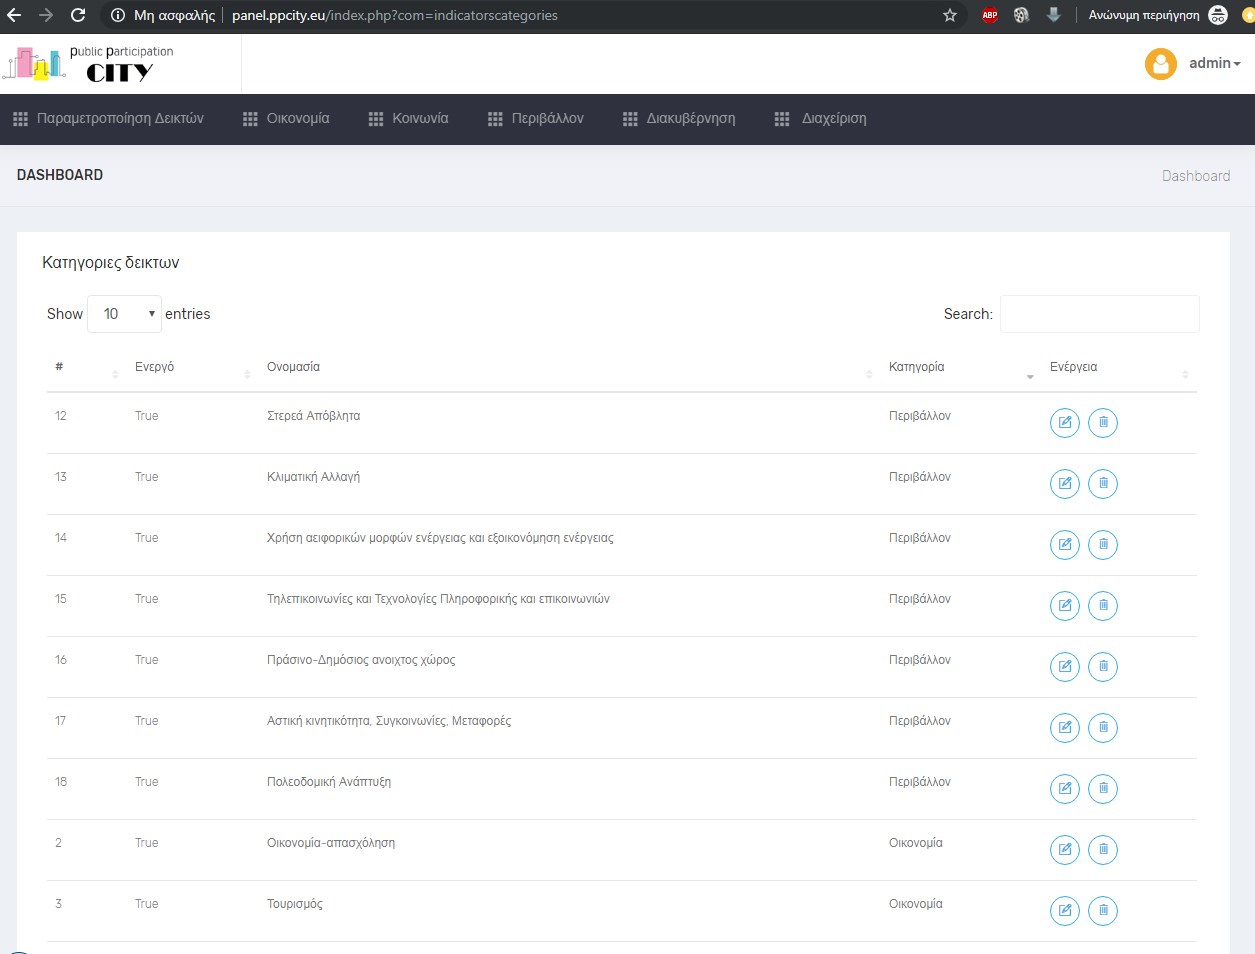 Μη ασφαλής panel.ppcity.eu/index.php?com=indicatorscategories ABP Ανώνυμη περιήγηση
public participation
CITY
admin
Παραμετροποίηση Δεικτών Οικονομία Κοινωνία Περιβάλλον Διακυβέρνηση Διαχείριση
DASHBOARD Dashboard
Κατηγοριες δεικτων
Show 10 entries Search:
# Ενεργό Ονομασία Κατηγορία Ενέργεια
12 True Στερεά Απόβλητα Περιβάλλον
13 True Κλιματική Αλλαγή Περιβάλλον
14 True Χρήση αειφορικών μορφών ενέργειας και εξοικονόμηση ενέργειας Περιβάλλον
15 True Τηλεπικοινωνίες και Τεχνολογίες Πληροφορικής και επικοινωνιών Περιβάλλον
16 True Πράσινο-Δημόσιος ανοιχτος χώρος Περιβάλλον
17 True Αστική κινητικότητα, Συγκοινωνίες, Μεταφορές Περιβάλλον
18 True Πολεοδομική Ανάπτυξη Περιβάλλον
2 True Οικονομία-απασχόληση Οικονομία
3 True Τουρισμός Οικονομία